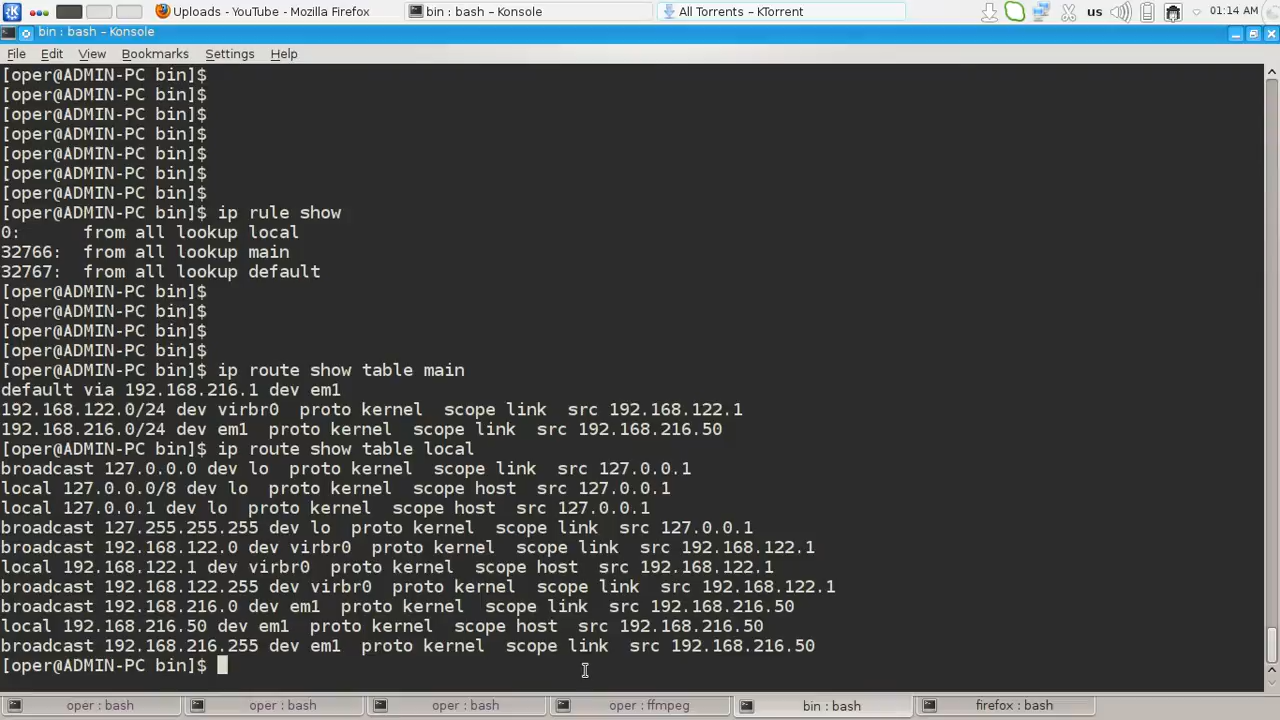 Uploads - YouTube - Mozilla Firefox
bin : bash – Konsole
All Torrents – KTorrent
us
01:14 AM
bin : bash – Konsole
File Edit View Bookmarks Settings Help
[oper@ADMIN-PC bin]$
[oper@ADMIN-PC bin]$
[oper@ADMIN-PC bin]$
[oper@ADMIN-PC bin]$
[oper@ADMIN-PC bin]$
[oper@ADMIN-PC bin]$
[oper@ADMIN-PC bin]$
[oper@ADMIN-PC bin]$ ip rule show
0:      from all lookup local
32766:  from all lookup main
32767:  from all lookup default
[oper@ADMIN-PC bin]$
[oper@ADMIN-PC bin]$
[oper@ADMIN-PC bin]$
[oper@ADMIN-PC bin]$
[oper@ADMIN-PC bin]$ ip route show table main
default via 192.168.216.1 dev em1
192.168.122.0/24 dev virbr0  proto kernel  scope link  src 192.168.122.1
192.168.216.0/24 dev em1  proto kernel  scope link  src 192.168.216.50
[oper@ADMIN-PC bin]$ ip route show table local
broadcast 127.0.0.0 dev lo  proto kernel  scope link  src 127.0.0.1
local 127.0.0.0/8 dev lo  proto kernel  scope host  src 127.0.0.1
local 127.0.0.1 dev lo  proto kernel  scope host  src 127.0.0.1
broadcast 127.255.255.255 dev lo  proto kernel  scope link  src 127.0.0.1
broadcast 192.168.122.0 dev virbr0  proto kernel  scope link  src 192.168.122.1
local 192.168.122.1 dev virbr0  proto kernel  scope host  src 192.168.122.1
broadcast 192.168.122.255 dev virbr0  proto kernel  scope link  src 192.168.122.1
broadcast 192.168.216.0 dev em1  proto kernel  scope link  src 192.168.216.50
local 192.168.216.50 dev em1  proto kernel  scope host  src 192.168.216.50
broadcast 192.168.216.255 dev em1  proto kernel  scope link  src 192.168.216.50
[oper@ADMIN-PC bin]$
oper : bash
oper : bash
oper : bash
oper : ffmpeg
bin : bash
firefox : bash